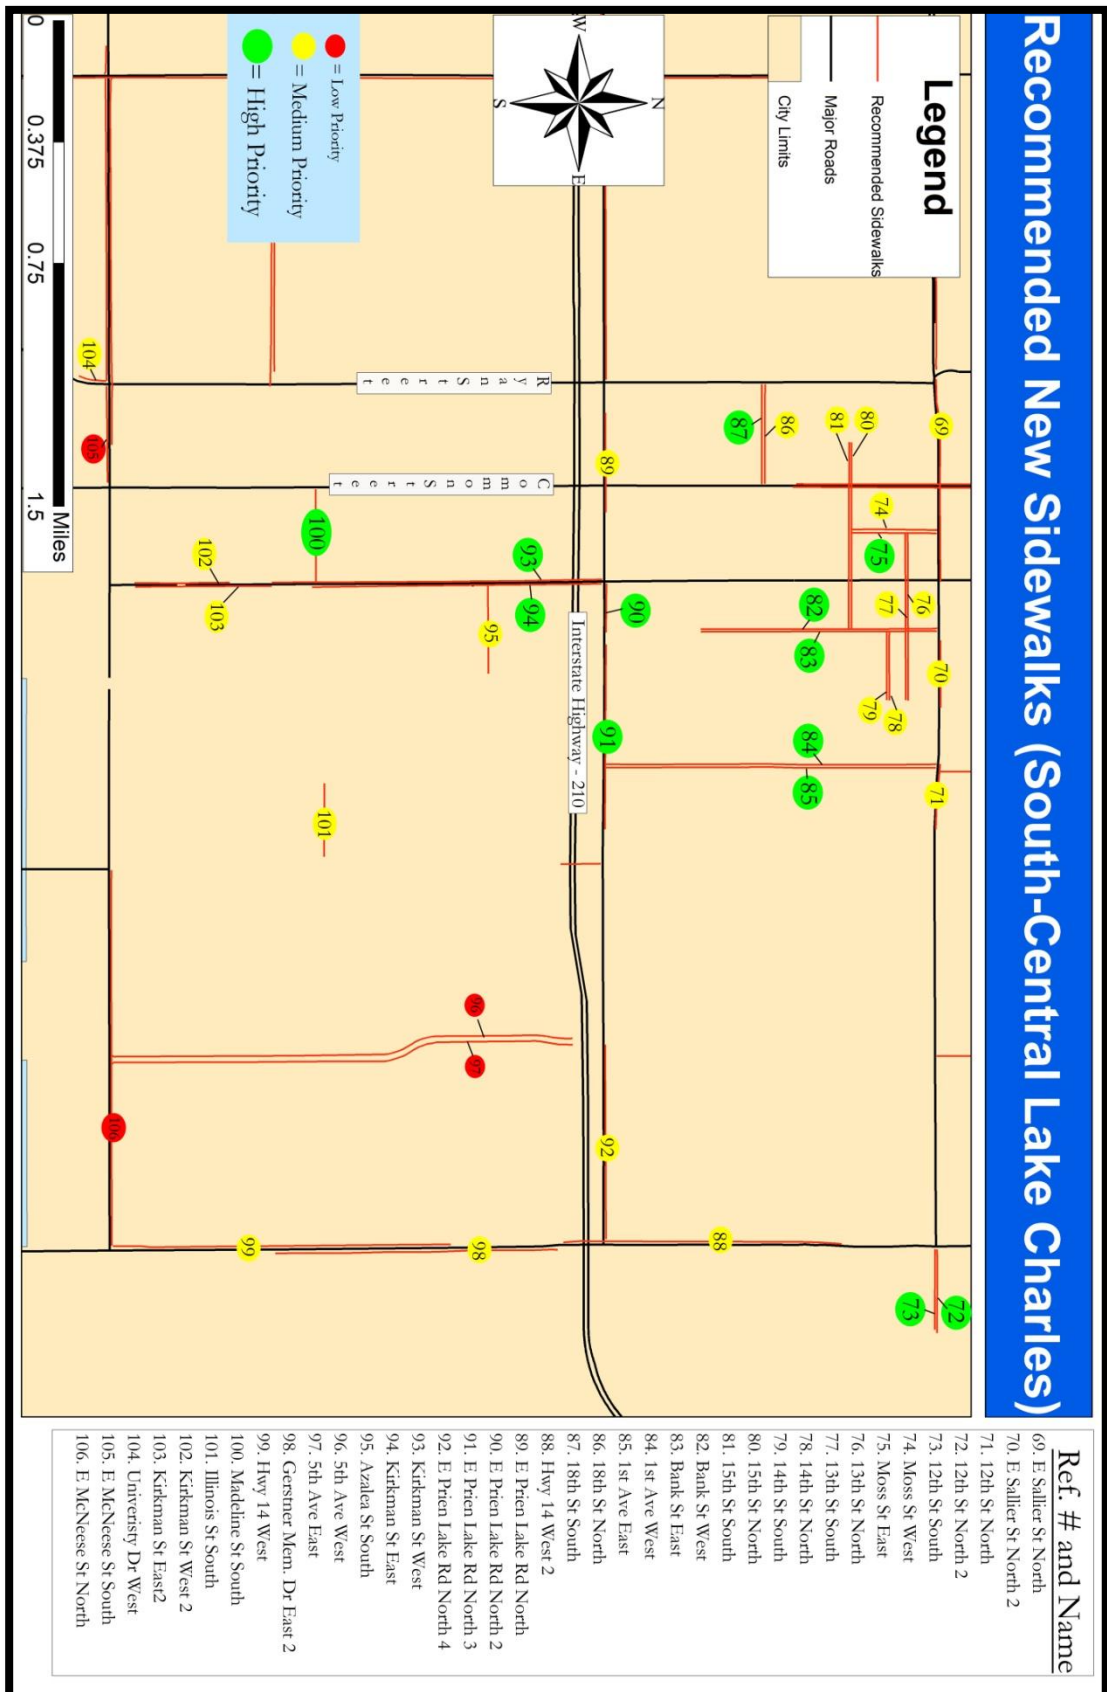 Recommended New Sidewalks (South-Central Lake Charles)
Legend
Recommended Sidewalks
Major Roads
City Limits
N
W
E
S
= Low Priority
= Medium Priority
= High Priority
0 0.375 0.75 1.5
Miles
Ryan Street
Common Street
Interstate Highway - 210
69
70
71
72
73
74
75
76
77
78
79
80
81
82
83
84
85
86
87
88
89
90
91
92
93
94
95
96
97
98
99
100
101
102
103
104
105
106
Ref. # and Name
69. E Sallier St North
70. E Sallier St North 2
71. 12th St North
72. 12th St North 2
73. 12th St South
74. Moss St West
75. Moss St East
76. 13th St North
77. 13th St South
78. 14th St North
79. 14th St South
80. 15th St North
81. 15th St South
82. Bank St West
83. Bank St East
84. 1st Ave West
85. 1st Ave East
86. 18th St North
87. 18th St South
88. Hwy 14 West 2
89. E Prien Lake Rd North
90. E Prien Lake Rd North 2
91. E Prien Lake Rd North 3
92. E Prien Lake Rd North 4
93. Kirkman St West
94. Kirkman St East
95. Azalea St South
96. 5th Ave West
97. 5th Ave East
98. Gerstner Mem. Dr East 2
99. Hwy 14 West
100. Madeline St South
101. Illinois St South
102. Kirkman St West 2
103. Kirkman St East2
104. Univeristy Dr West
105. E McNeese St South
106. E McNeese St North